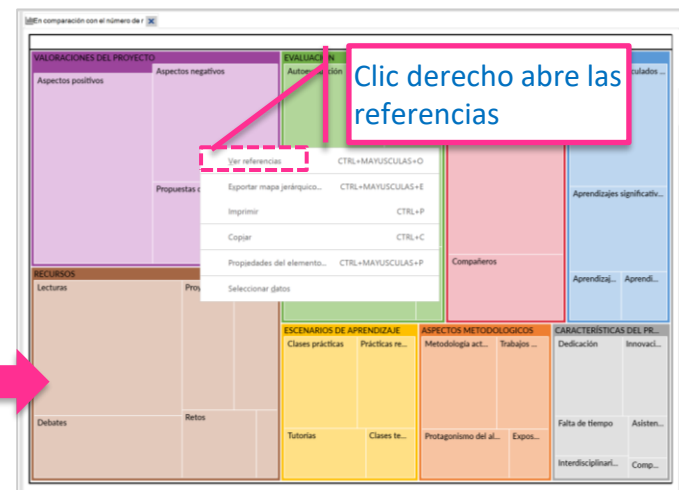 En comparación con el número de r
VALORACIONES DEL PROYECTO
Aspectos positivos
Aspectos negativos
Propuestas
EVALUACIÓN
Clic derecho abre las
referencias
culados ...
Ver referencias CTRL+MAYUSCULAS+O
Exportar mapa jerárquico... CTRL+MAYUSCULAS+E
Imprimir CTRL+P
Copiar CTRL+C
Propiedades del elemento... CTRL+MAYUSCULAS+P
Seleccionar datos
Compañeros
Aprendizajes significativ...
Aprendizaj... Aprendi...
RECURSOS
Lecturas
Proy
Debates
Retos
ESCENARIOS DE APRENDIZAJE
Clases prácticas Prácticas re...
Tutorías Clases te...
ASPECTOS METODOLOGICOS
Metodología act... Trabajos ...
Protagonismo del al... Expos...
CARACTERÍSTICAS DEL PR...
Dedicación Innovaci...
Falta de tiempo Asisten...
Interdisciplinari... Comp...